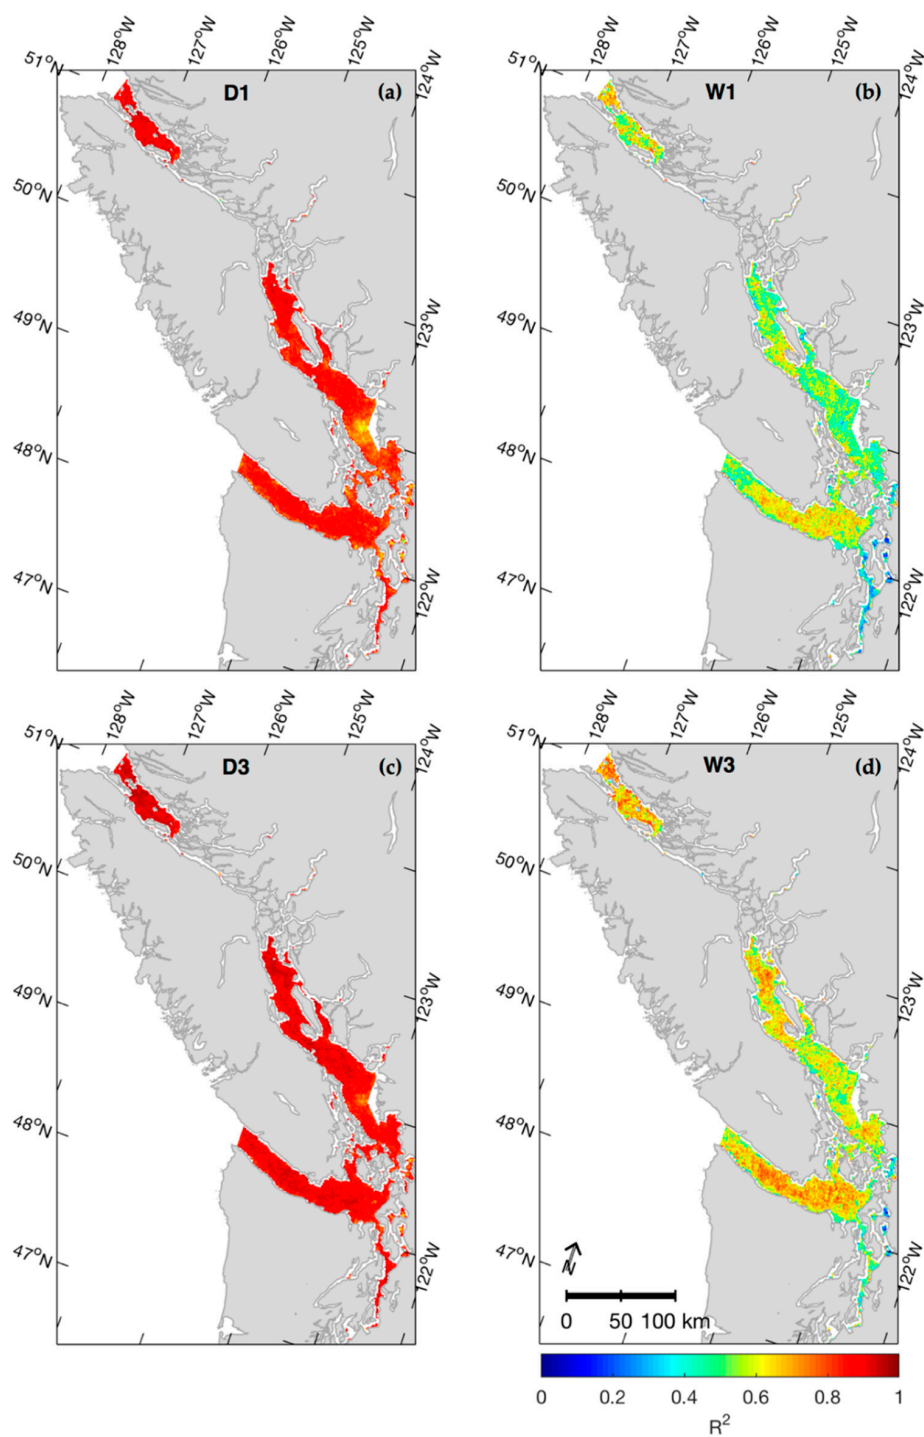 128°W 127°W 126°W 125°W 128°W 127°W 126°W 125°W
51°N D1 (a) 124°W W1 (b) 124°W
50°N
49°N 123°W 49°N 123°W
48°N 48°N
47°N 122°W 47°N 122°W
128°W 127°W 126°W 125°W 128°W 127°W 126°W 125°W
51°N D3 (c) 124°W 51°N W3 (d) 124°W
50°N 50°N
49°N 123°W 49°N 123°W
48°N 48°N
47°N 122°W 47°N 122°W
N
0 50 100 km
0 0.2 0.4 0.6 0.8 1
R²